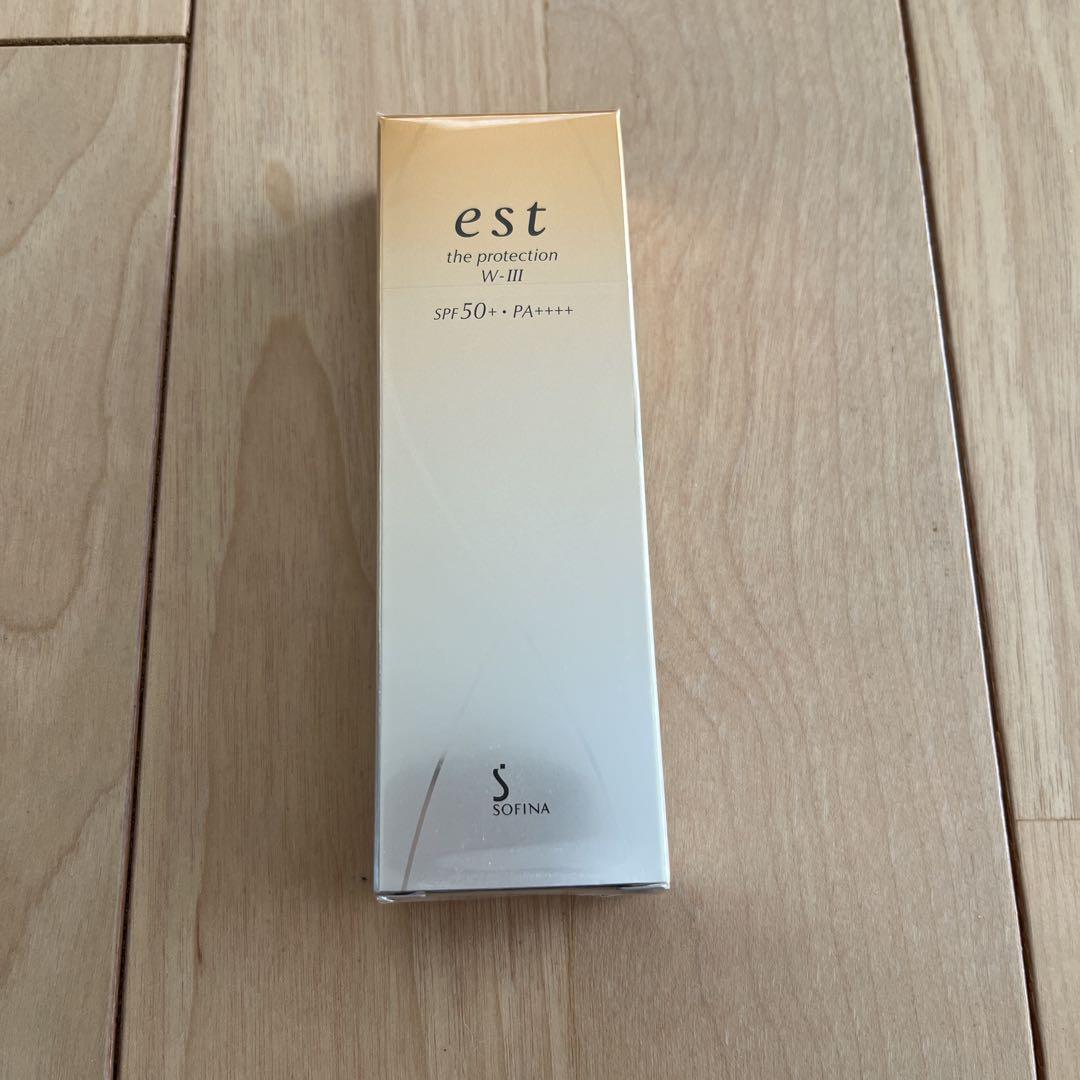 est
the protection
W-III
SPF50+・PA++++
SOFINA